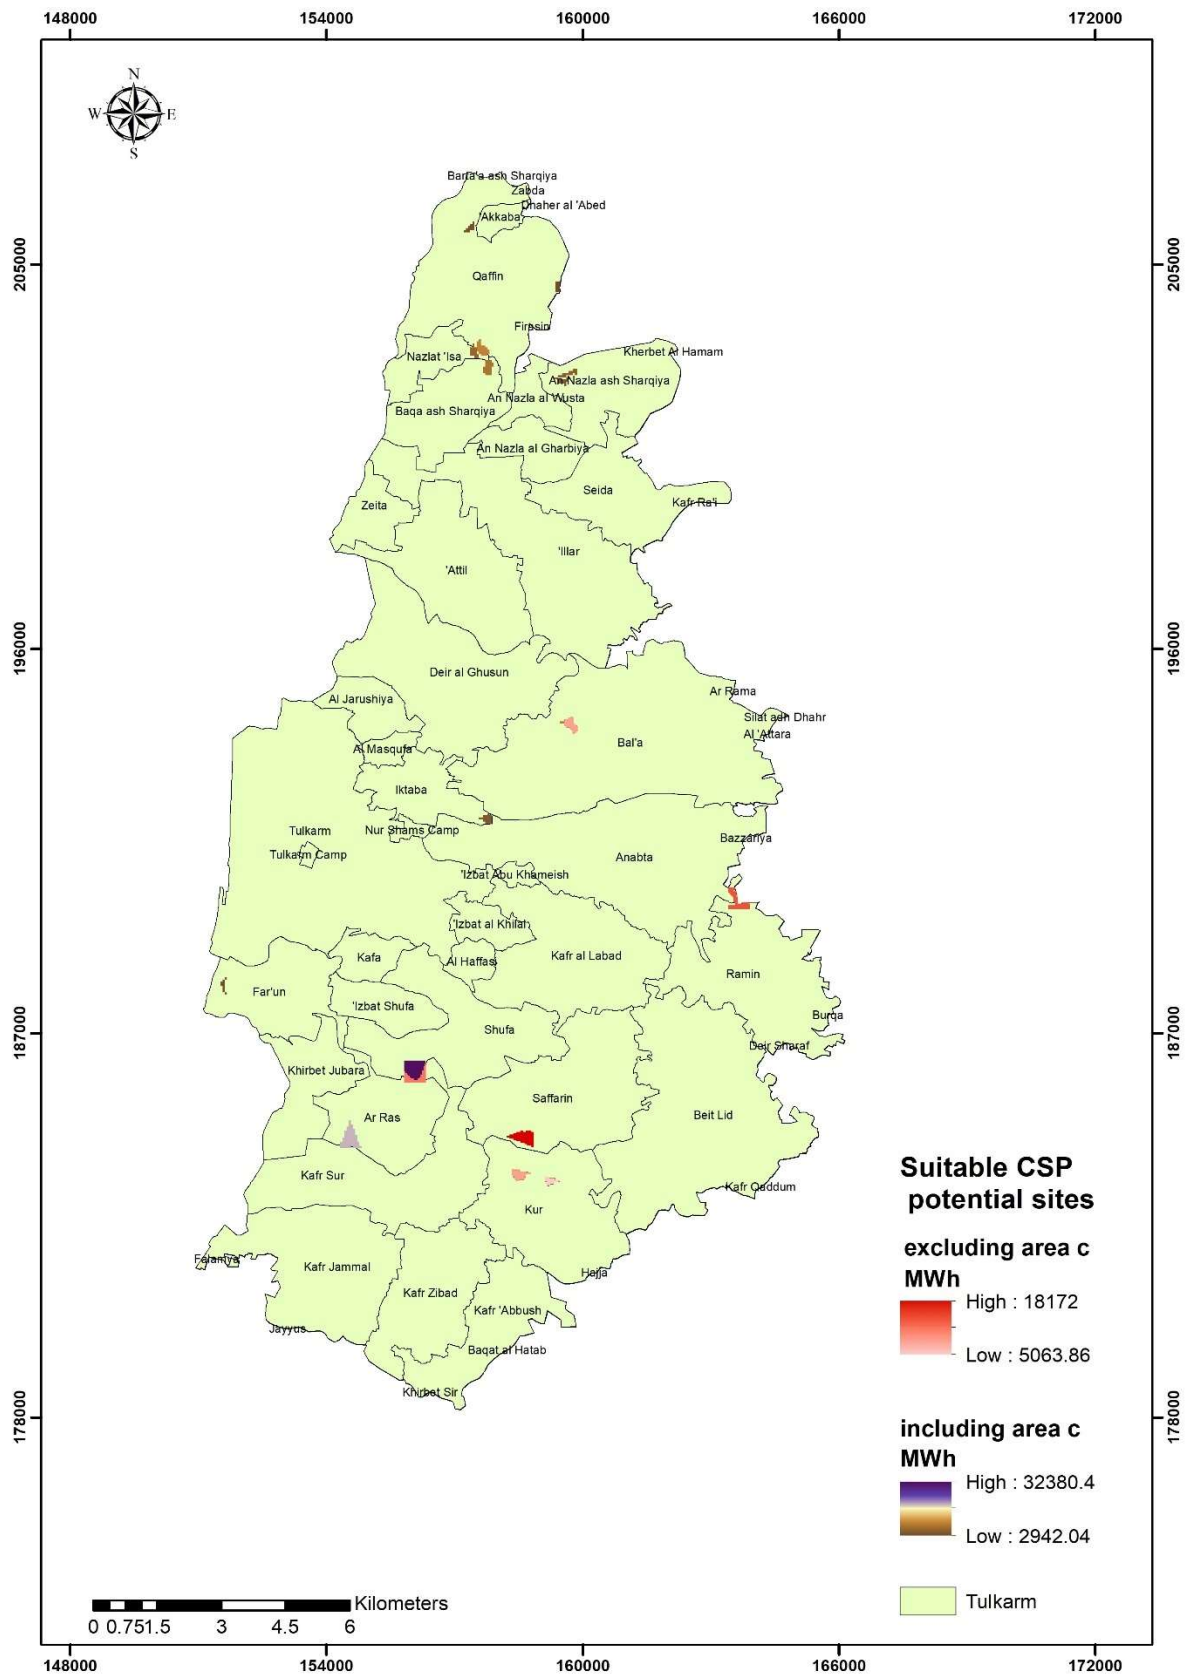 148000 154000 160000 166000 172000
N
W E
S
Barta'a ash Sharqiya
Zabda
Dhaher al 'Abed
'Akkaba
205000 205000
Qaffin
Firasin
Kherbet Al Hamam
Nazlat 'Isa
An Nazla ash Sharqiya
An Nazla al Wusta
Baqa ash Sharqiya
An Nazla al Gharbiya
Seida
Kafr Ra'i
Zeita
'Illar
'Attil
196000 196000
Deir al Ghusun
Ar Rama
Al Jarushiya
Silat adh Dhahr
Al 'Attara
Bal'a
Al Masqufa
Iktaba
Nur Shams Camp
Tulkarm
Bazzariya
Tulkarm Camp
Anabta
'Izbat Abu Khameish
'Izbat al Khilal
Kafa
Al Haffasi
Kafr al Labad
Ramin
Far'un
'Izbat Shufa
Burqa
Shufa
187000 187000
Deir Sharaf
Khirbet Jubara
Saffarin
Ar Ras
Beit Lid
Kafr Sur
Kafr Qaddum
Kur
Falamya
Kafr Jammal
Hajja
Kafr Zibad
Kafr 'Abbush
Jayyus
Baqat al Hatab
Khirbet Sir
178000 178000
Suitable CSP
potential sites
excluding area c
MWh
High : 18172
Low : 5063.86
including area c
MWh
High : 32380.4
Low : 2942.04
Tulkarm
Kilometers
0 0.751.5 3 4.5 6
148000 154000 160000 166000 172000